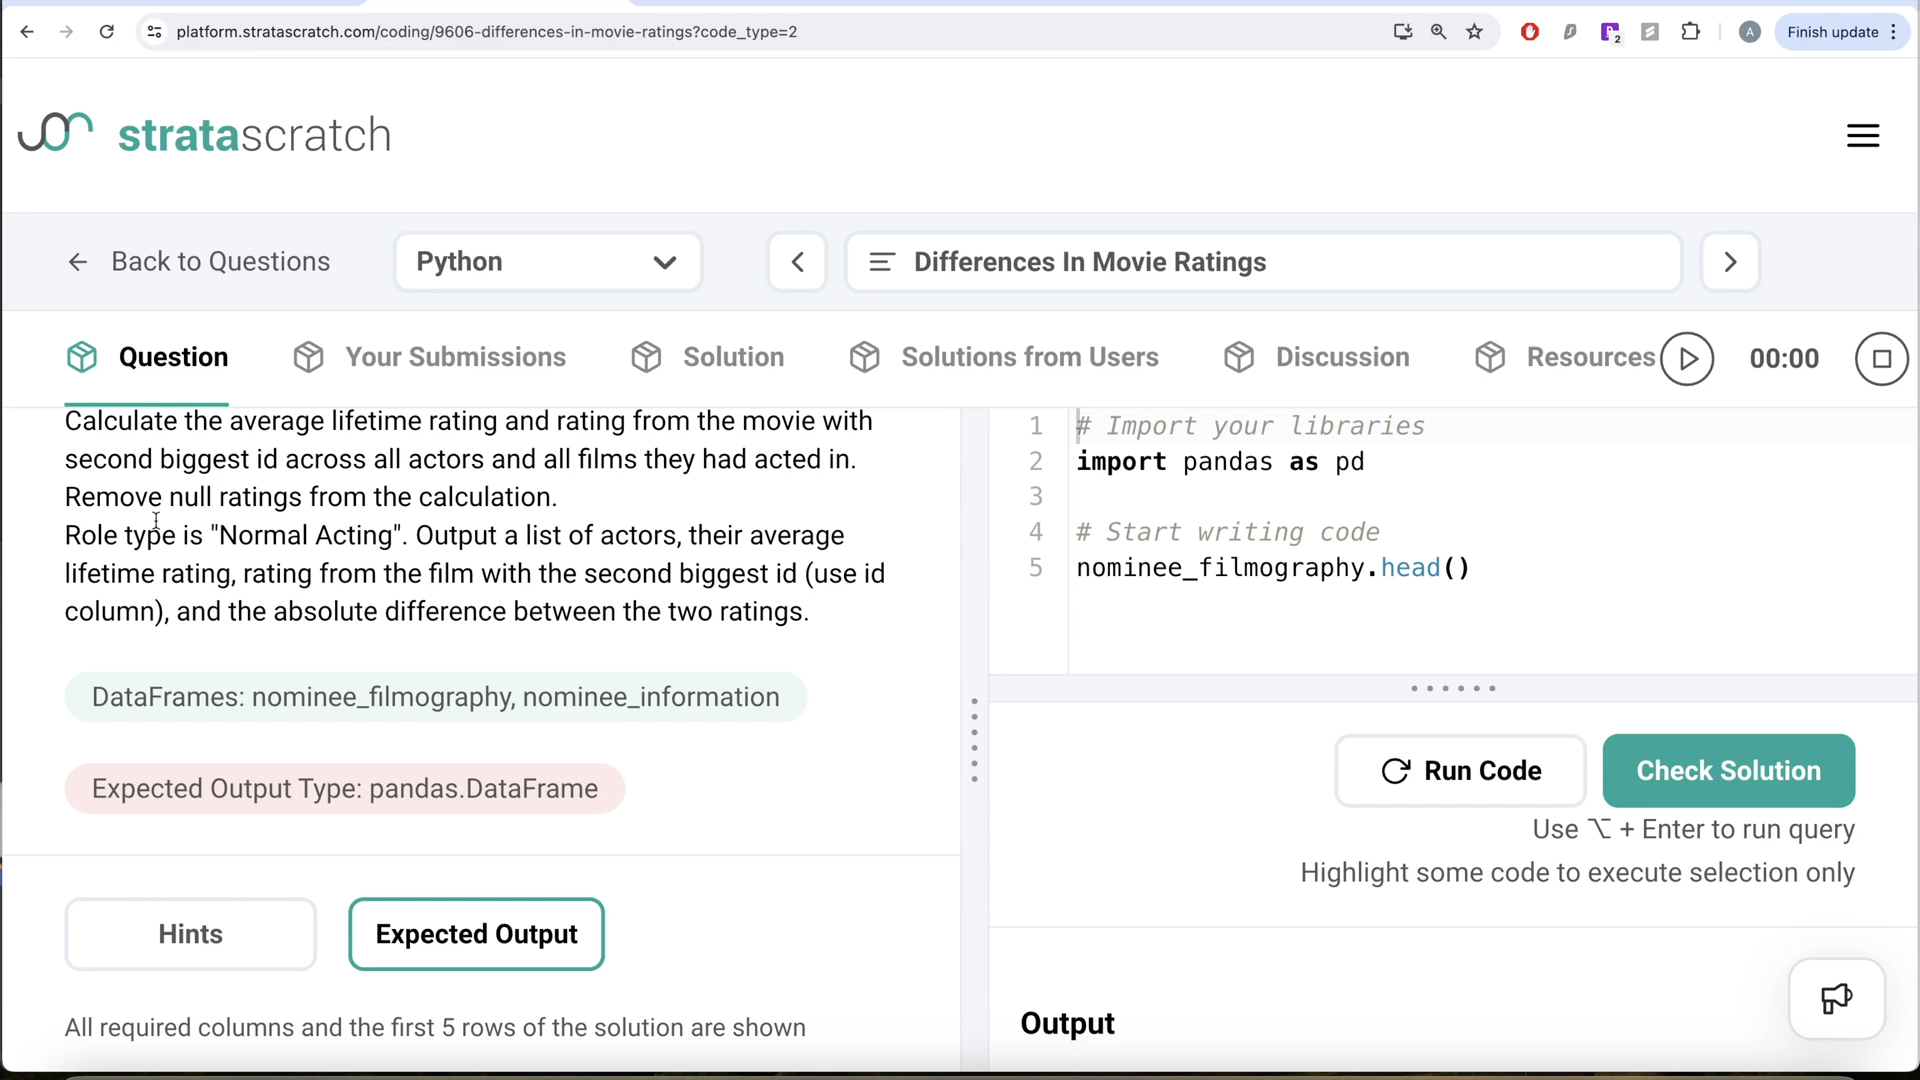 platform.stratascratch.com/coding/9606-differences-in-movie-ratings?code_type=2
2
A
Finish update
stratascratch
Back to Questions
Python
Differences In Movie Ratings
Question
Your Submissions
Solution
Solutions from Users
Discussion
Resources
00:00
Calculate the average lifetime rating and rating from the movie with
second biggest id across all actors and all films they had acted in.
Remove null ratings from the calculation.
Role type is "Normal Acting". Output a list of actors, their average
lifetime rating, rating from the film with the second biggest id (use id
column), and the absolute difference between the two ratings.
DataFrames: nominee_filmography, nominee_information
Expected Output Type: pandas.DataFrame
Hints
Expected Output
All required columns and the first 5 rows of the solution are shown
1 # Import your libraries
2 import pandas as pd
3
4 # Start writing code
5 nominee_filmography.head()
Run Code
Check Solution
Use ⌥ + Enter to run query
Highlight some code to execute selection only
Output